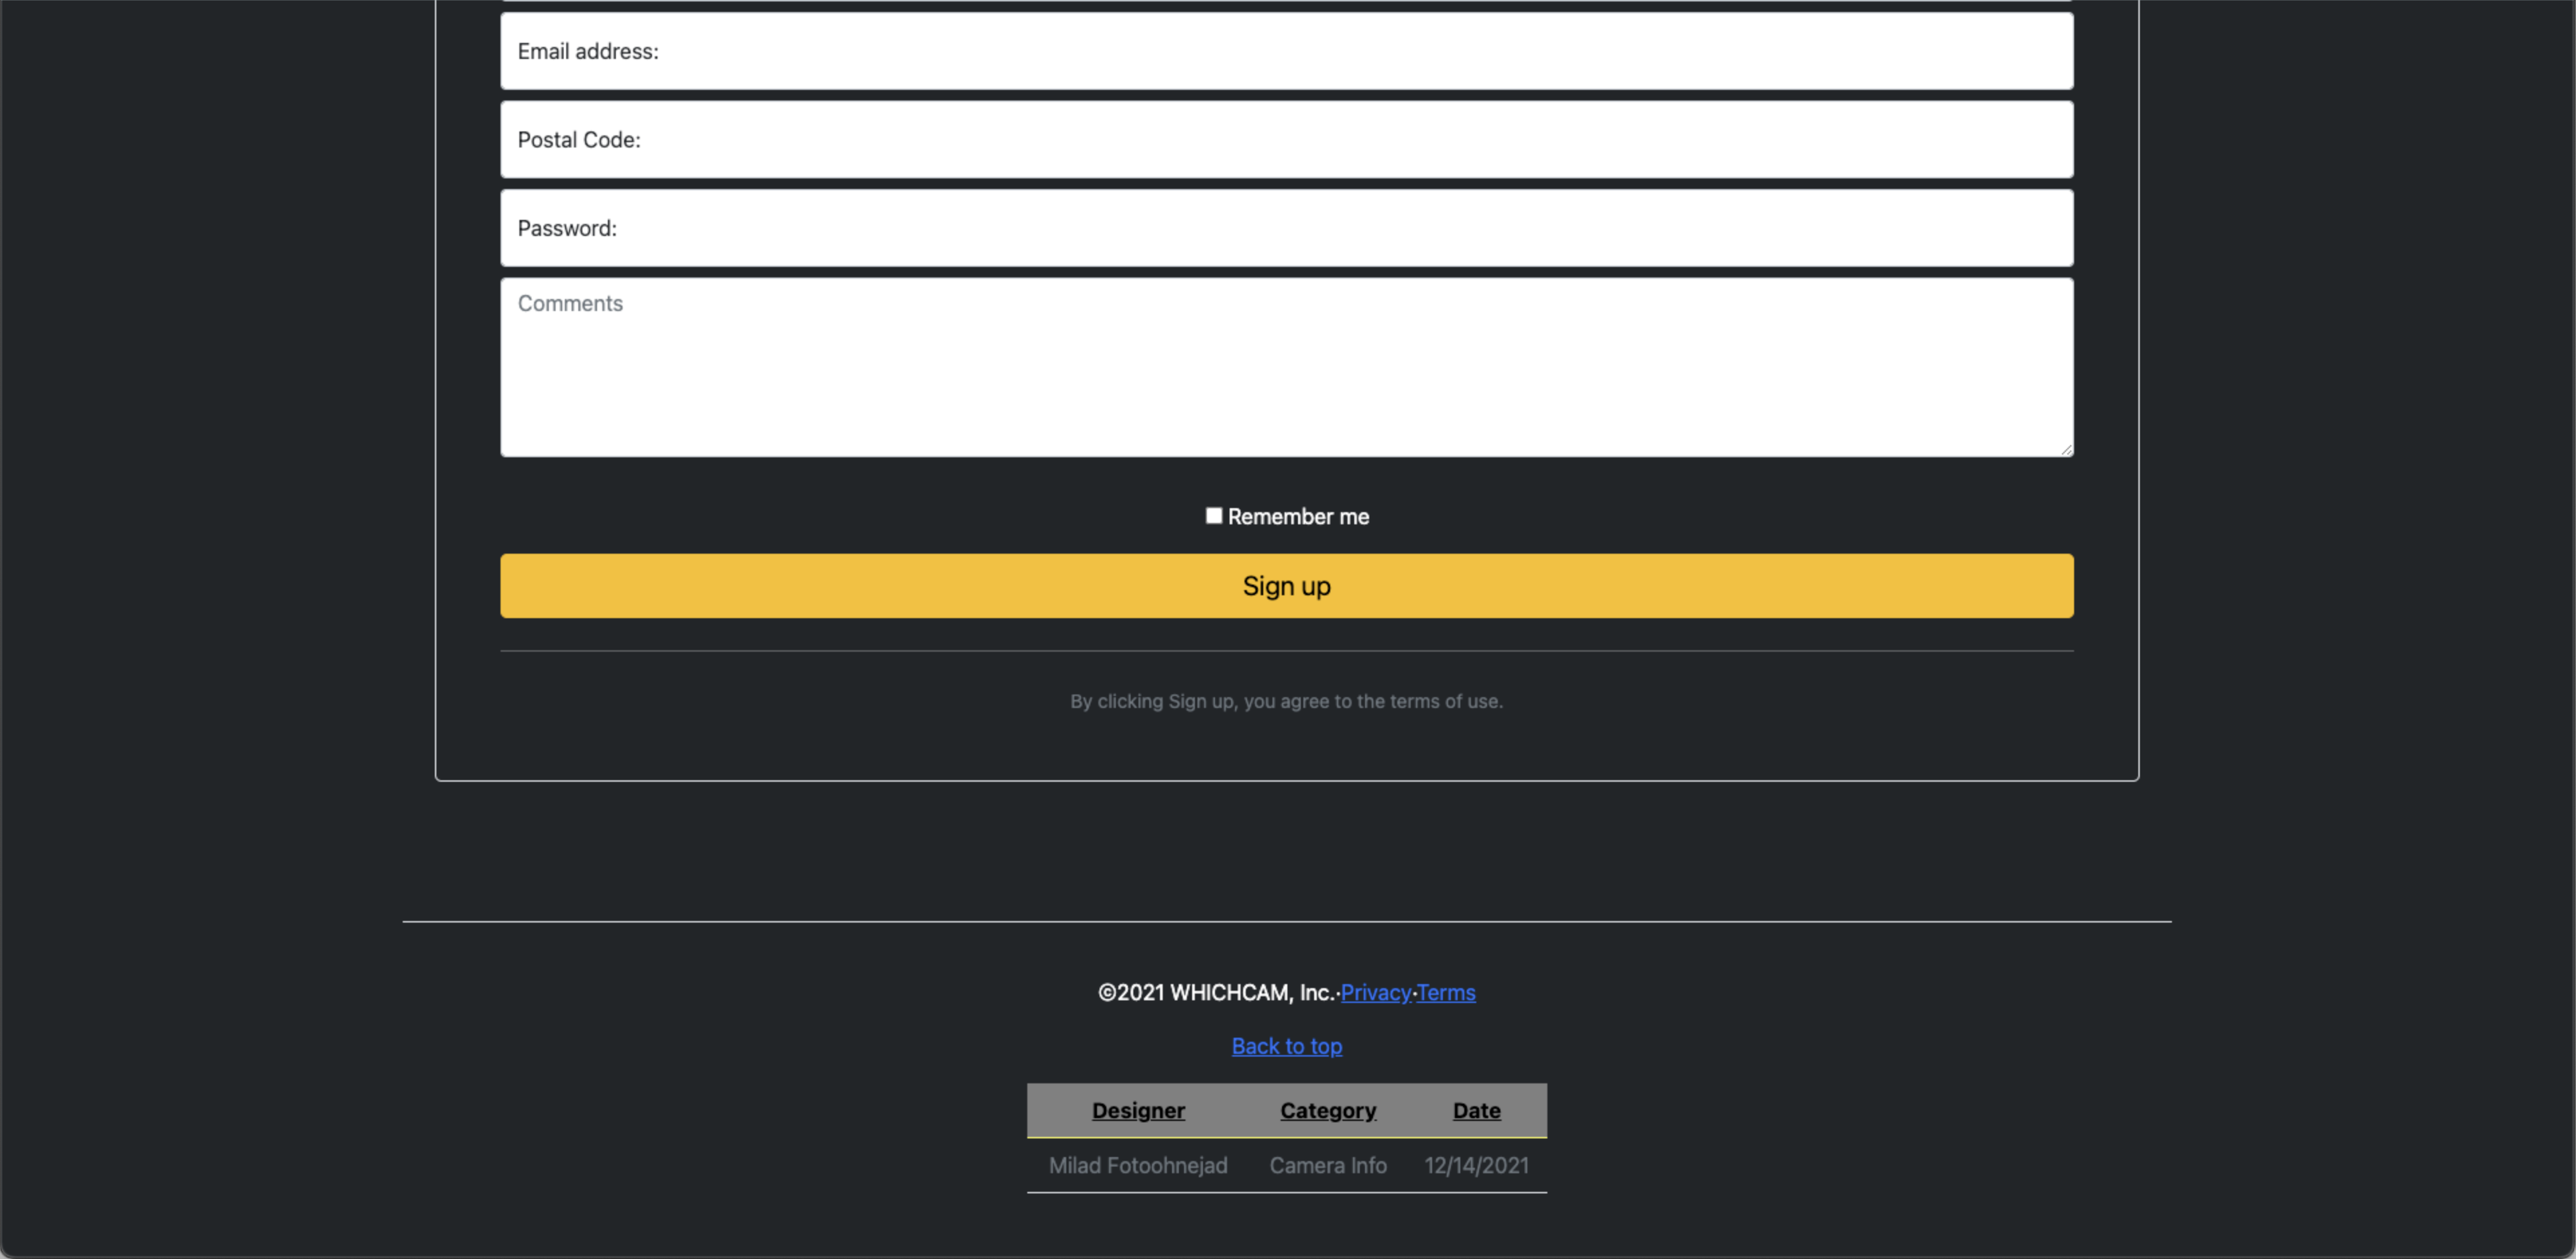 Email address:
Postal Code:
Password:
Comments
Remember me
Sign up
By clicking Sign up, you agree to the terms of use.
©2021 WHICHCAM, Inc.·Privacy·Terms
Back to top
Designer Category Date
Milad Fotoohnejad Camera Info 12/14/2021